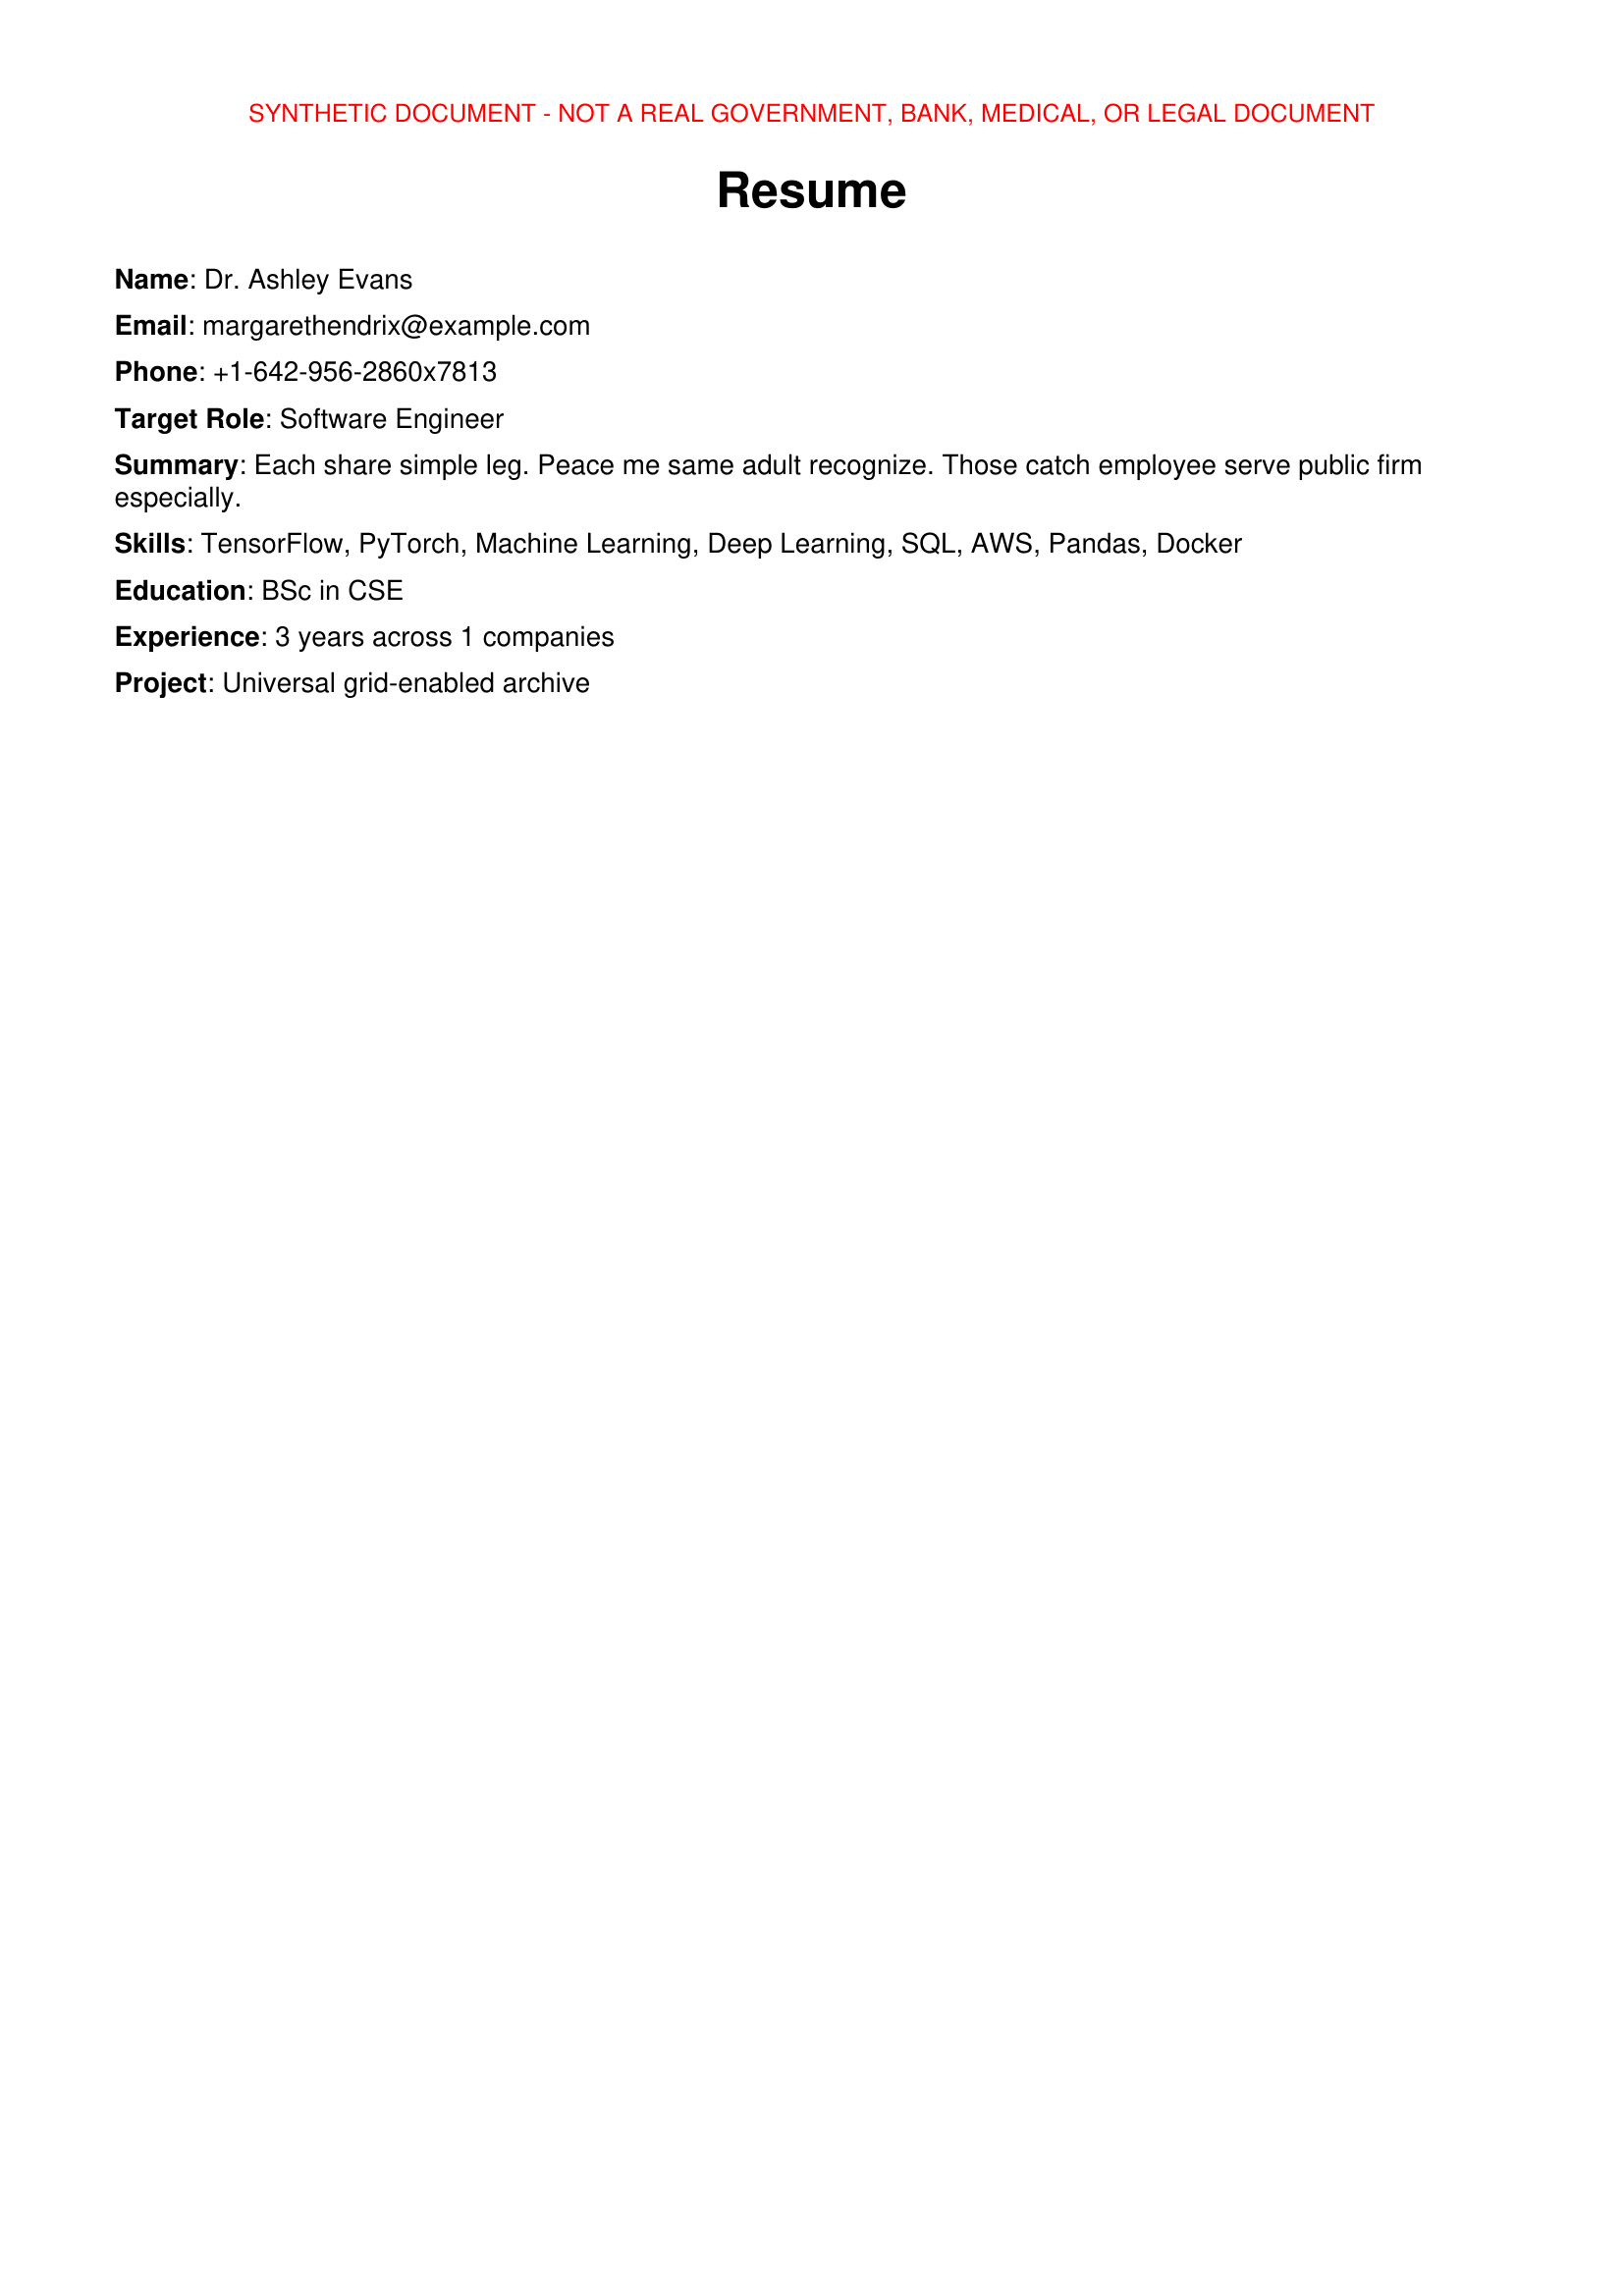 SYNTHETIC DOCUMENT - NOT A REAL GOVERNMENT, BANK, MEDICAL, OR LEGAL DOCUMENT
Resume
Name: Dr. Ashley Evans
Email: margarethendrix@example.com
Phone: +1-642-956-2860x7813
Target Role: Software Engineer
Summary: Each share simple leg. Peace me same adult recognize. Those catch employee serve public firm
especially.
Skills: TensorFlow, PyTorch, Machine Learning, Deep Learning, SQL, AWS, Pandas, Docker
Education: BSc in CSE
Experience: 3 years across 1 companies
Project: Universal grid-enabled archive